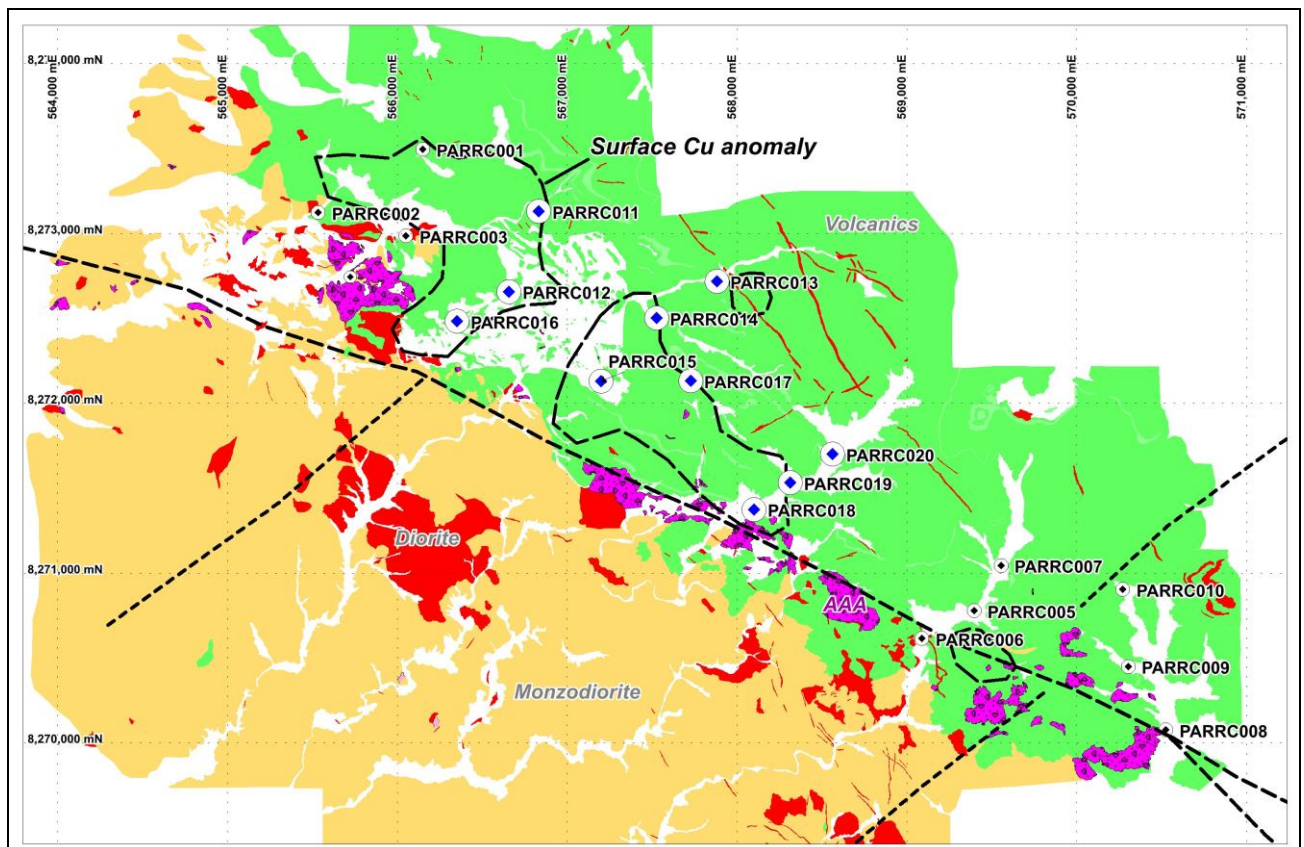 564,000 mE
565,000 mE
566,000 mE
567,000 mE
568,000 mE
569,000 mE
570,000 mE
571,000 mE
8,274,000 mN
PARRC001
Surface Cu anomaly
PARRC002
PARRC011
Volcanics
8,273,000 mN
PARRC003
PARRC013
PARRC012
PARRC014
PARRC016
PARRC015
PARRC017
8,272,000 mN
PARRC020
PARRC019
PARRC018
Diorite
8,271,000 mN
PARRC007
PARRC010
AAA
PARRC005
PARRC006
PARRC009
Monzodiorite
8,270,000 mN
PARRC008